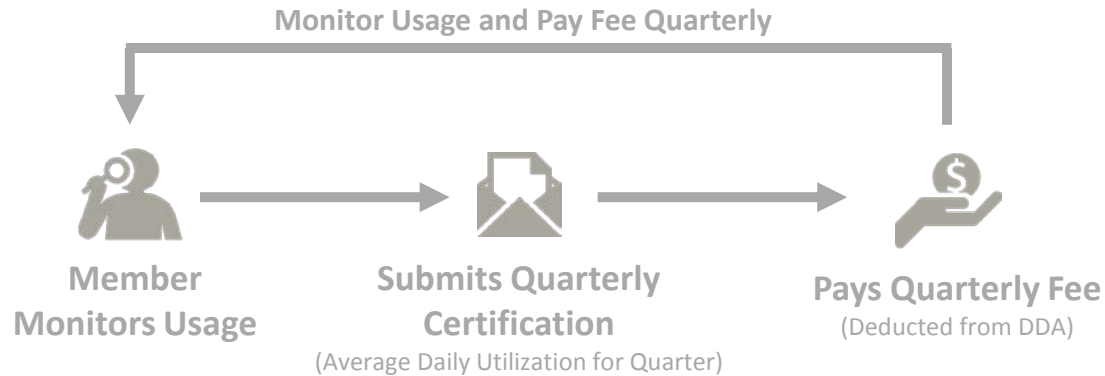 Monitor Usage and Pay Fee Quarterly
$
Member
Monitors Usage
Submits Quarterly
Certification
(Average Daily Utilization for Quarter)
Pays Quarterly Fee
(Deducted from DDA)